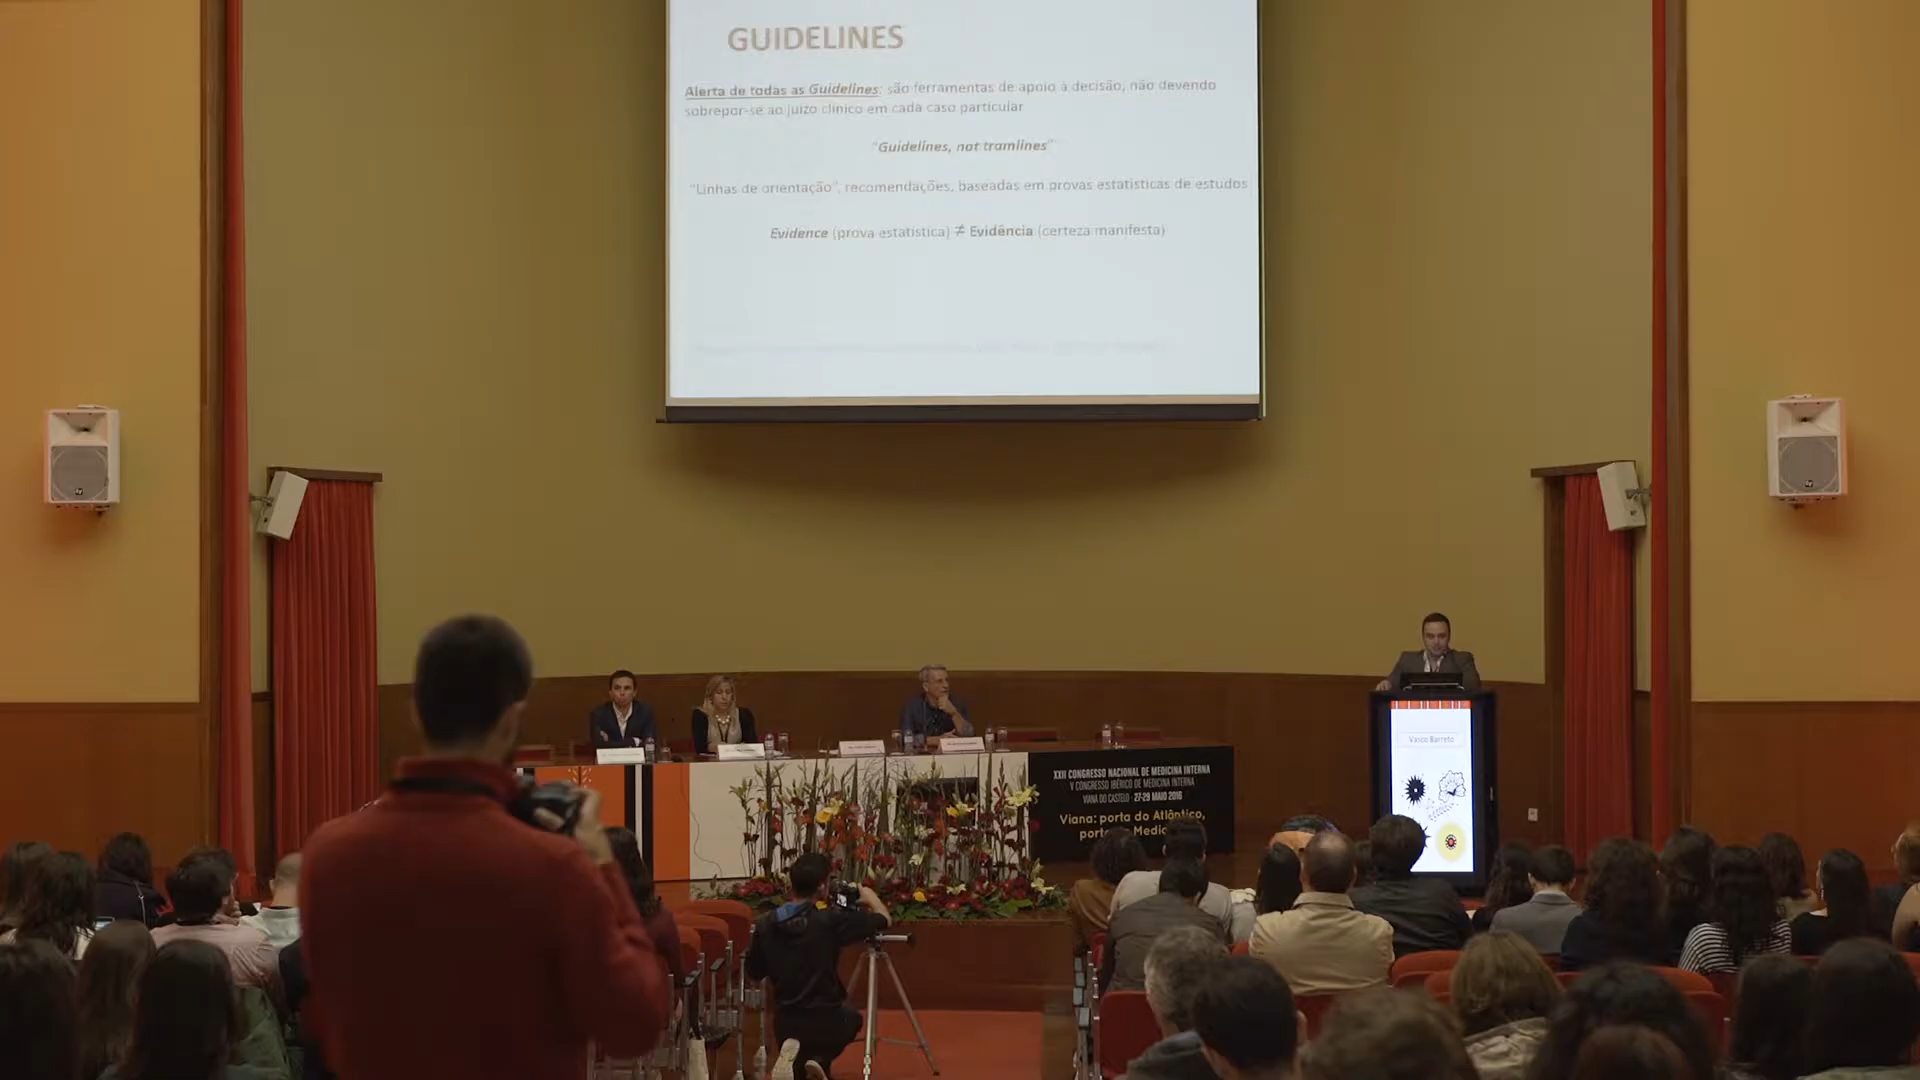 GUIDELINES
Alerta de todas as Guidelines: são ferramentas de apoio à decisão, não devendo
sobrepor-se ao juízo clínico em cada caso particular
"Guidelines, not tramlines"
"Linhas de orientação", recomendações, baseadas em provas estatísticas de estudos
Evidence (prova estatística) ≠ Evidência (certeza manifesta)
Vasco Barreto
XXII CONGRESSO NACIONAL DE MEDICINA INTERNA
V CONGRESSO IBÉRICO DE MEDICINA INTERNA
VIANA DO CASTELO - 27-29 MAIO 2016
Viana: porta do Atlântico,